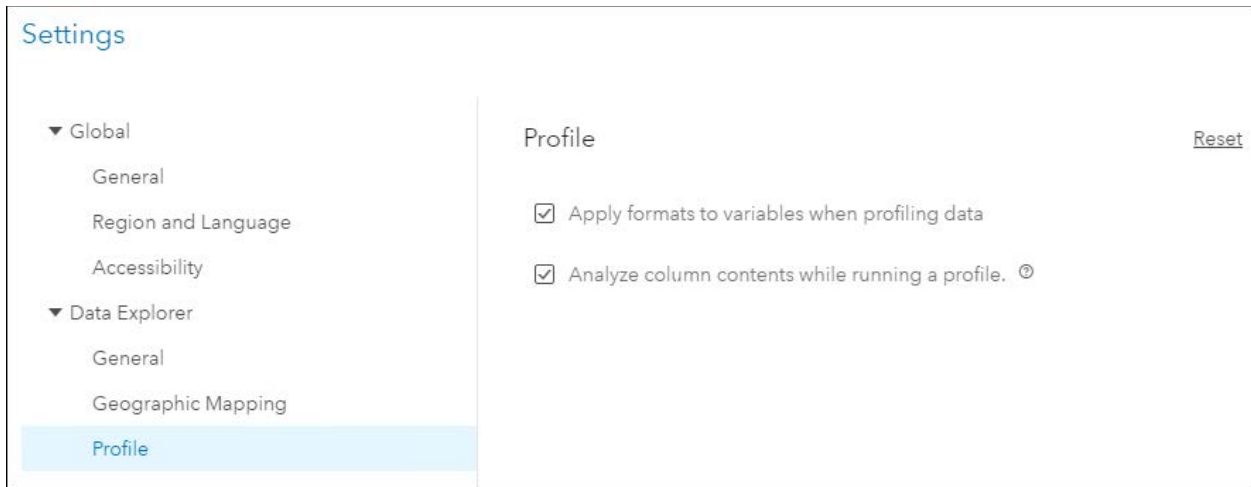 Settings
Global
General
Region and Language
Accessibility
Data Explorer
General
Geographic Mapping
Profile
Profile
Reset
Apply formats to variables when profiling data
Analyze column contents while running a profile.